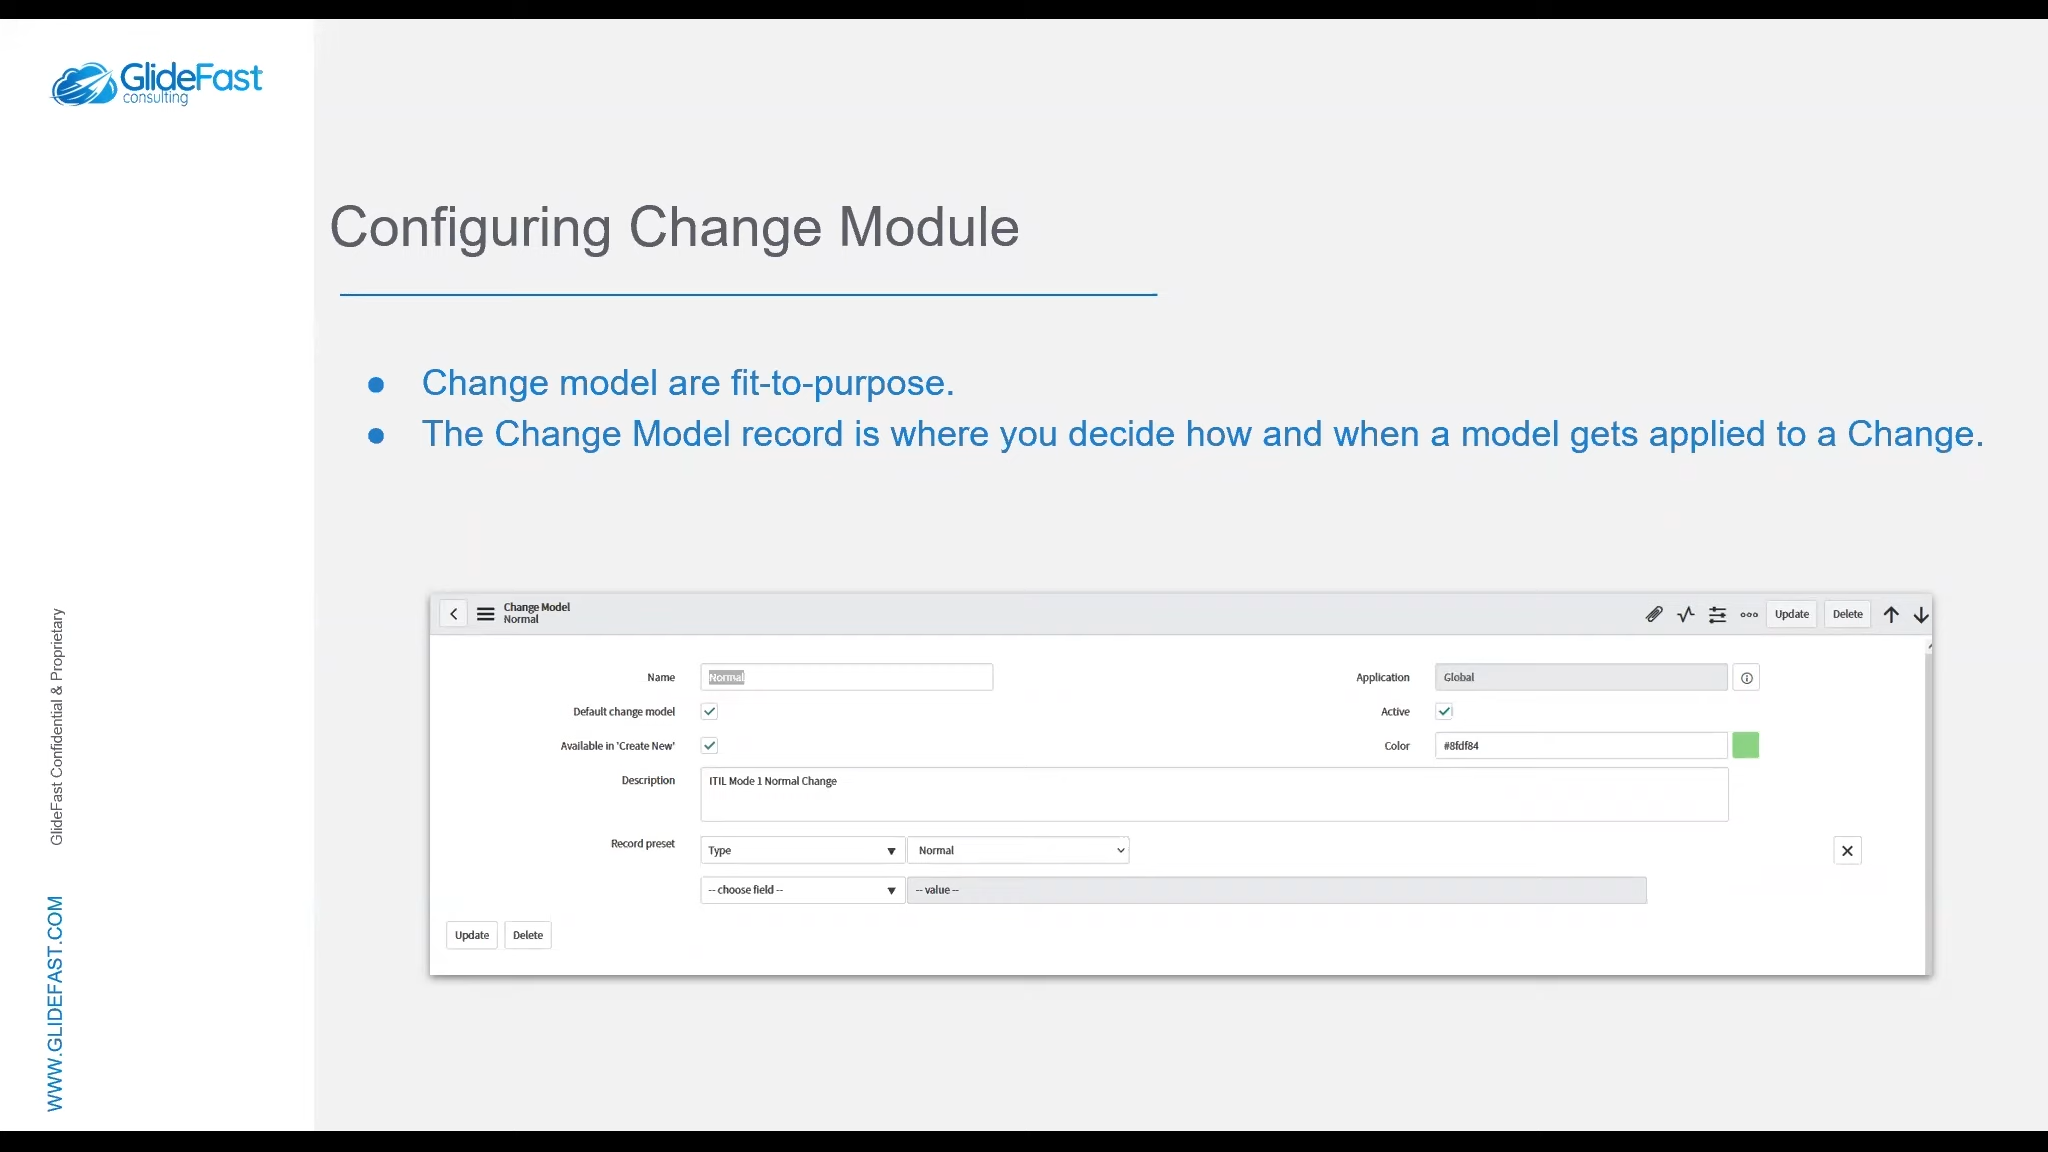 GlideFast
consulting
Configuring Change Module
● Change model are fit-to-purpose.
● The Change Model record is where you decide how and when a model gets applied to a Change.
Change Model
Normal
Update Delete
Name Normal Application Global
Default change model Active
Available in 'Create New' Color #8fdf84
Description ITIL Mode 1 Normal Change
Record preset Type Normal
-- choose field -- -- value --
Update Delete
GlideFast Confidential & Proprietary
WWW.GLIDEFAST.COM